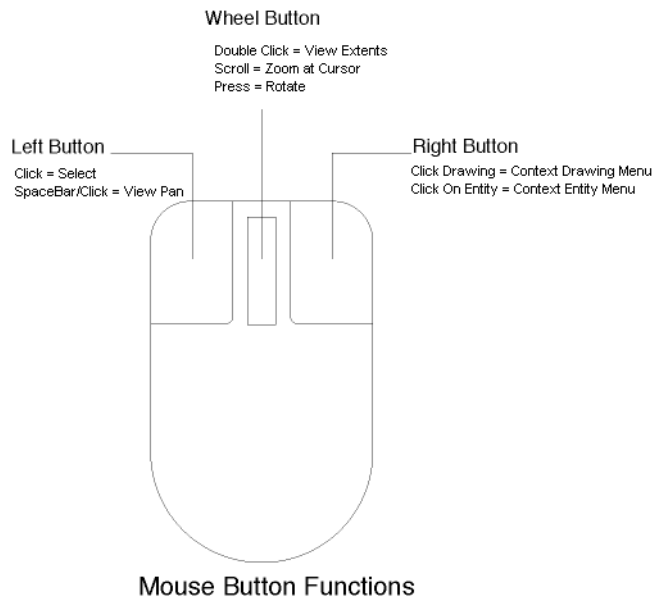 Wheel Button
Double Click = View Extents
Scroll = Zoom at Cursor
Press = Rotate
Left Button
Click = Select
SpaceBar/Click = View Pan
Right Button
Click Drawing = Context Drawing Menu
Click On Entity = Context Entity Menu
Mouse Button Functions